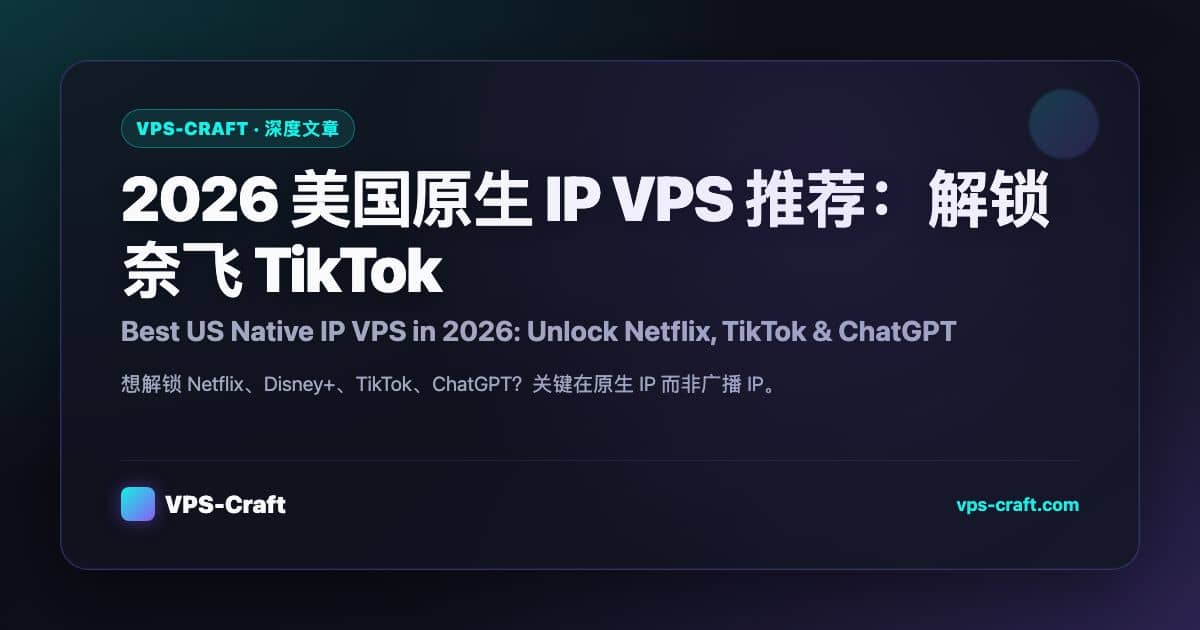 VPS-CRAFT · 深度文章
2026 美国原生 IP VPS 推荐：解锁
奈飞 TikTok
Best US Native IP VPS in 2026: Unlock Netflix, TikTok & ChatGPT
想解锁 Netflix、Disney+、TikTok、ChatGPT？关键在原生 IP 而非广播 IP。
VPS-Craft
vps-craft.com